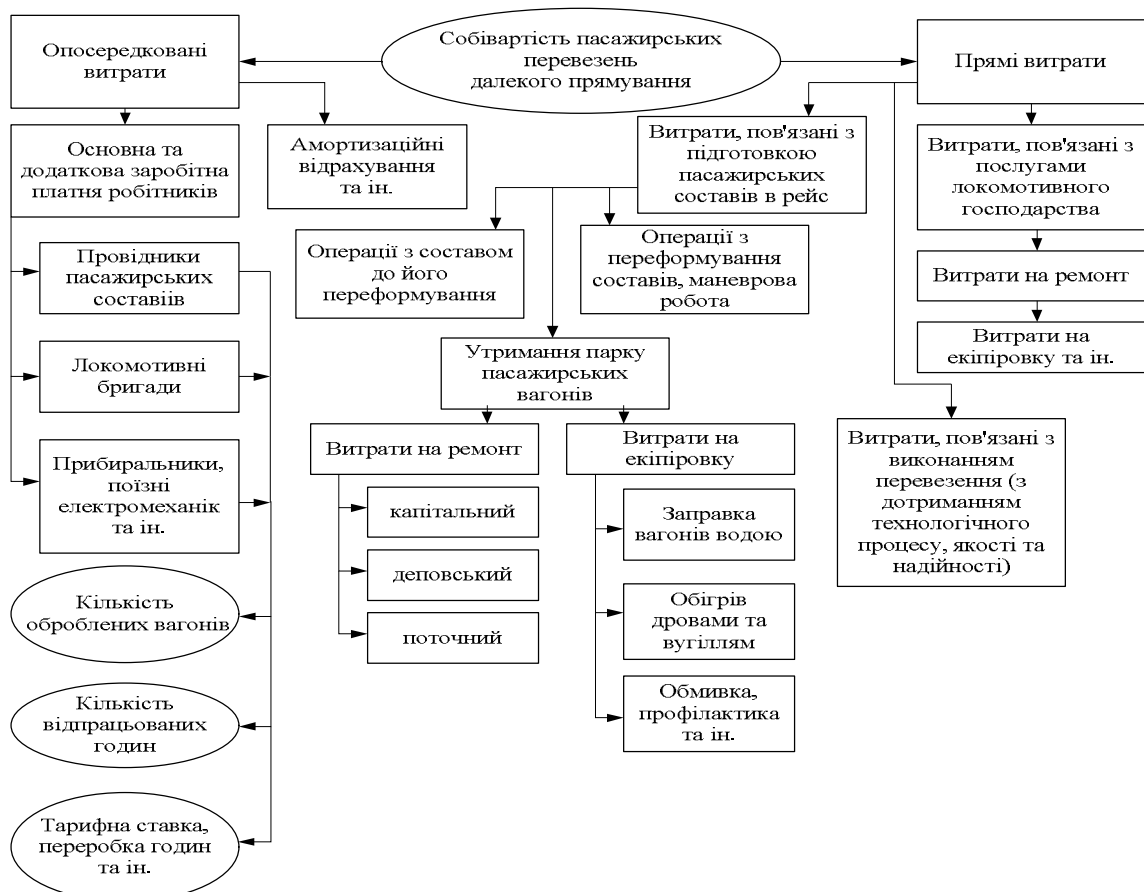 Собівартість пасажирських
перевезень
далекого прямування
Опосередковані
витрати
Прямі витрати
Основна та
додаткова заробітна
платня робітників
Амортизаційні
відрахування
та ін.
Витрати, пов'язані з
підготовкою
пасажирських
составів в рейс
Витрати, пов'язані з
послугами
локомотивного
господарства
Провідники
пасажирських
составіів
Операції з составом
до його
переформування
Операції з
переформування
составів, маневрова
робота
Витрати на ремонт
Витрати на
екіпіровку та ін.
Локомотивні
бригади
Утримання парку
пасажирських
вагонів
Прибиральники,
поїзні
електромеханік
та ін.
Витрати на ремонт
капітальний
деповський
поточний
Витрати на
екіпіровку
Заправка
вагонів водою
Обігрів
дровами та
вугіллям
Обмивка,
профілактика
та ін.
Витрати, пов'язані з
виконанням
перевезення (з
дотриманням
технологічного
процесу, якості та
надійності)
Кількість
оброблених вагонів
Кількість
відпрацьованих
годин
Тарифна ставка,
переробка годин
та ін.